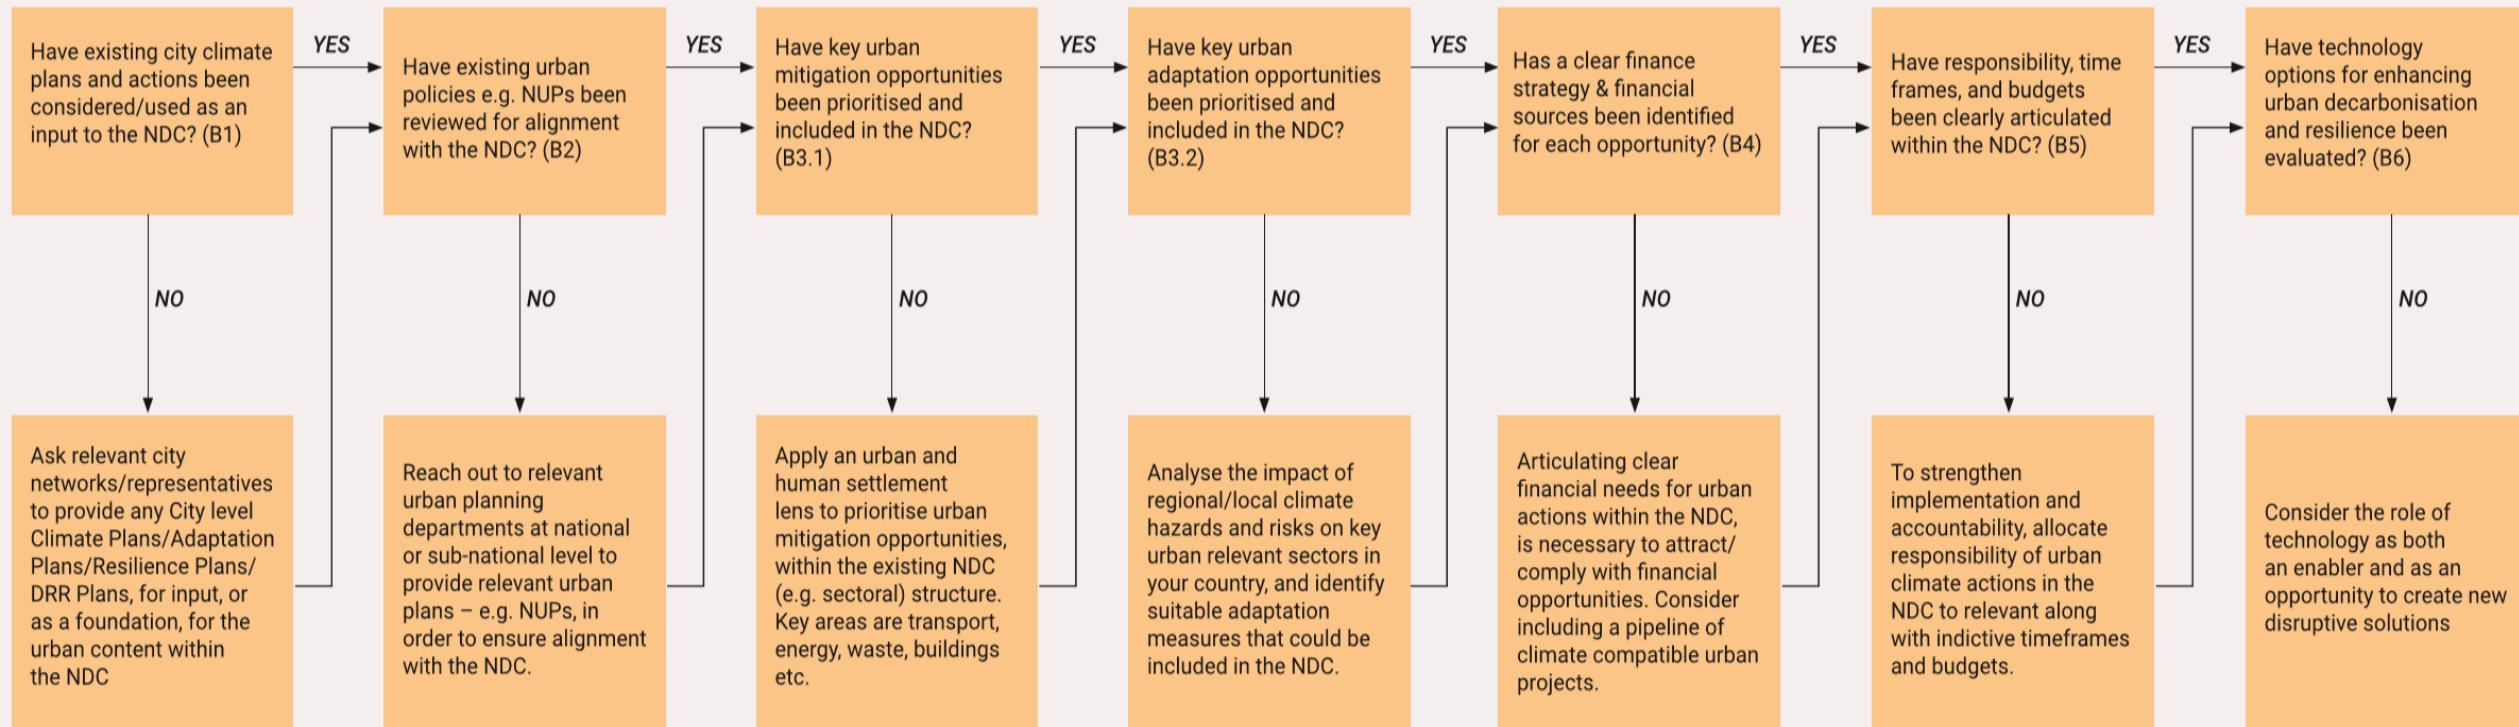 Have existing city climate
plans and actions been
considered/used as an
input to the NDC? (B1)
YES
Have existing urban
policies e.g. NUPs been
reviewed for alignment
with the NDC? (B2)
YES
Have key urban
mitigation opportunities
been prioritised and
included in the NDC?
(B3.1)
YES
Have key urban
adaptation opportunities
been prioritised and
included in the NDC?
(B3.2)
YES
Has a clear finance
strategy & financial
sources been identified
for each opportunity? (B4)
YES
Have responsibility, time
frames, and budgets
been clearly articulated
within the NDC? (B5)
YES
Have technology
options for enhancing
urban decarbonisation
and resilience been
evaluated? (B6)
NO
NO
NO
NO
NO
NO
NO
Ask relevant city
networks/representatives
to provide any City level
Climate Plans/Adaptation
Plans/Resilience Plans/
DRR Plans, for input, or
as a foundation, for the
urban content within
the NDC
Reach out to relevant
urban planning
departments at national
or sub-national level to
provide relevant urban
plans – e.g. NUPs, in
order to ensure alignment
with the NDC.
Apply an urban and
human settlement
lens to prioritise urban
mitigation opportunities,
within the existing NDC
(e.g. sectoral) structure.
Key areas are transport,
energy, waste, buildings
etc.
Analyse the impact of
regional/local climate
hazards and risks on key
urban relevant sectors in
your country, and identify
suitable adaptation
measures that could be
included in the NDC.
Articulating clear
financial needs for urban
actions within the NDC,
is necessary to attract/
comply with financial
opportunities. Consider
including a pipeline of
climate compatible urban
projects.
To strengthen
implementation and
accountability, allocate
responsibility of urban
climate actions in the
NDC to relevant along
with indictive timeframes
and budgets.
Consider the role of
technology as both
an enabler and as an
opportunity to create new
disruptive solutions